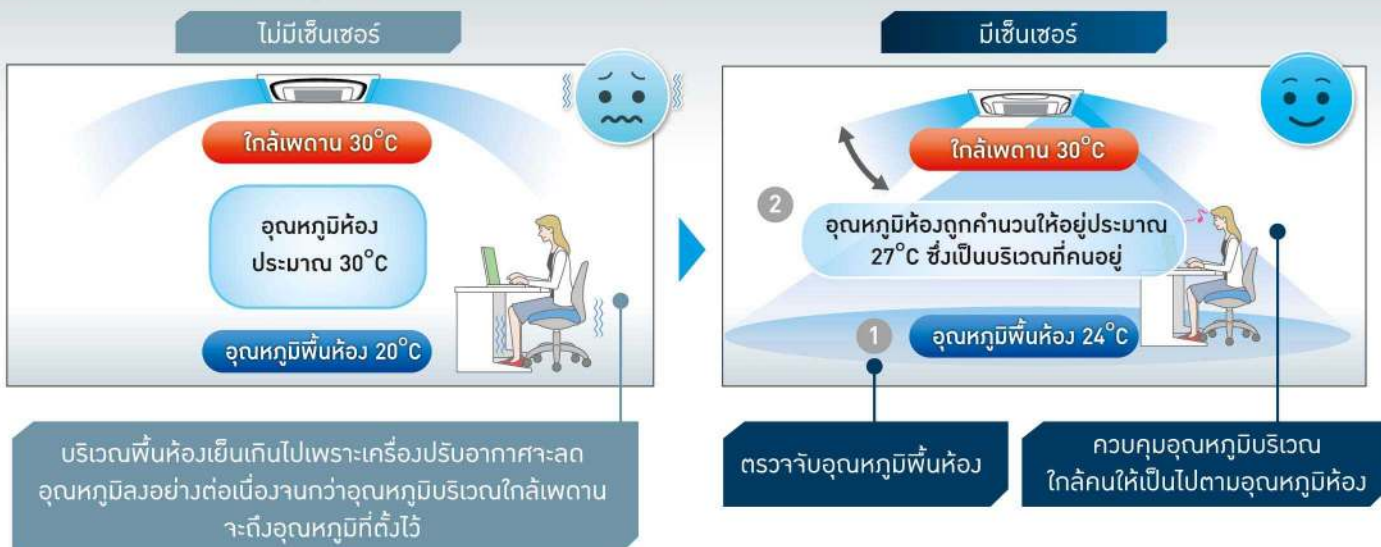 ไม่มีเซ็นเซอร์
ใกล้เพดาน 30°C
อุณหภูมิห้อง
ประมาณ 30°C
อุณหภูมิพื้นห้อง 20°C
บริเวณพื้นห้องเย็นเกินไปเพราะเครื่องปรับอากาศจะลด
อุณหภูมิลงอย่างต่อเนื่องจนกว่าอุณหภูมิบริเวณใกล้เพดาน
จะถึงอุณหภูมิที่ตั้งไว้
มีเซ็นเซอร์
ใกล้เพดาน 30°C
2
อุณหภูมิห้องถูกคำนวนให้อยู่ประมาณ
27°C ซึ่งเป็นบริเวณที่คนอยู่
1
อุณหภูมิพื้นห้อง 24°C
ตรวจจับอุณหภูมิพื้นห้อง
ควบคุมอุณหภูมิบริเวณ
ใกล้คนให้เป็นไปตามอุณหภูมิห้อง